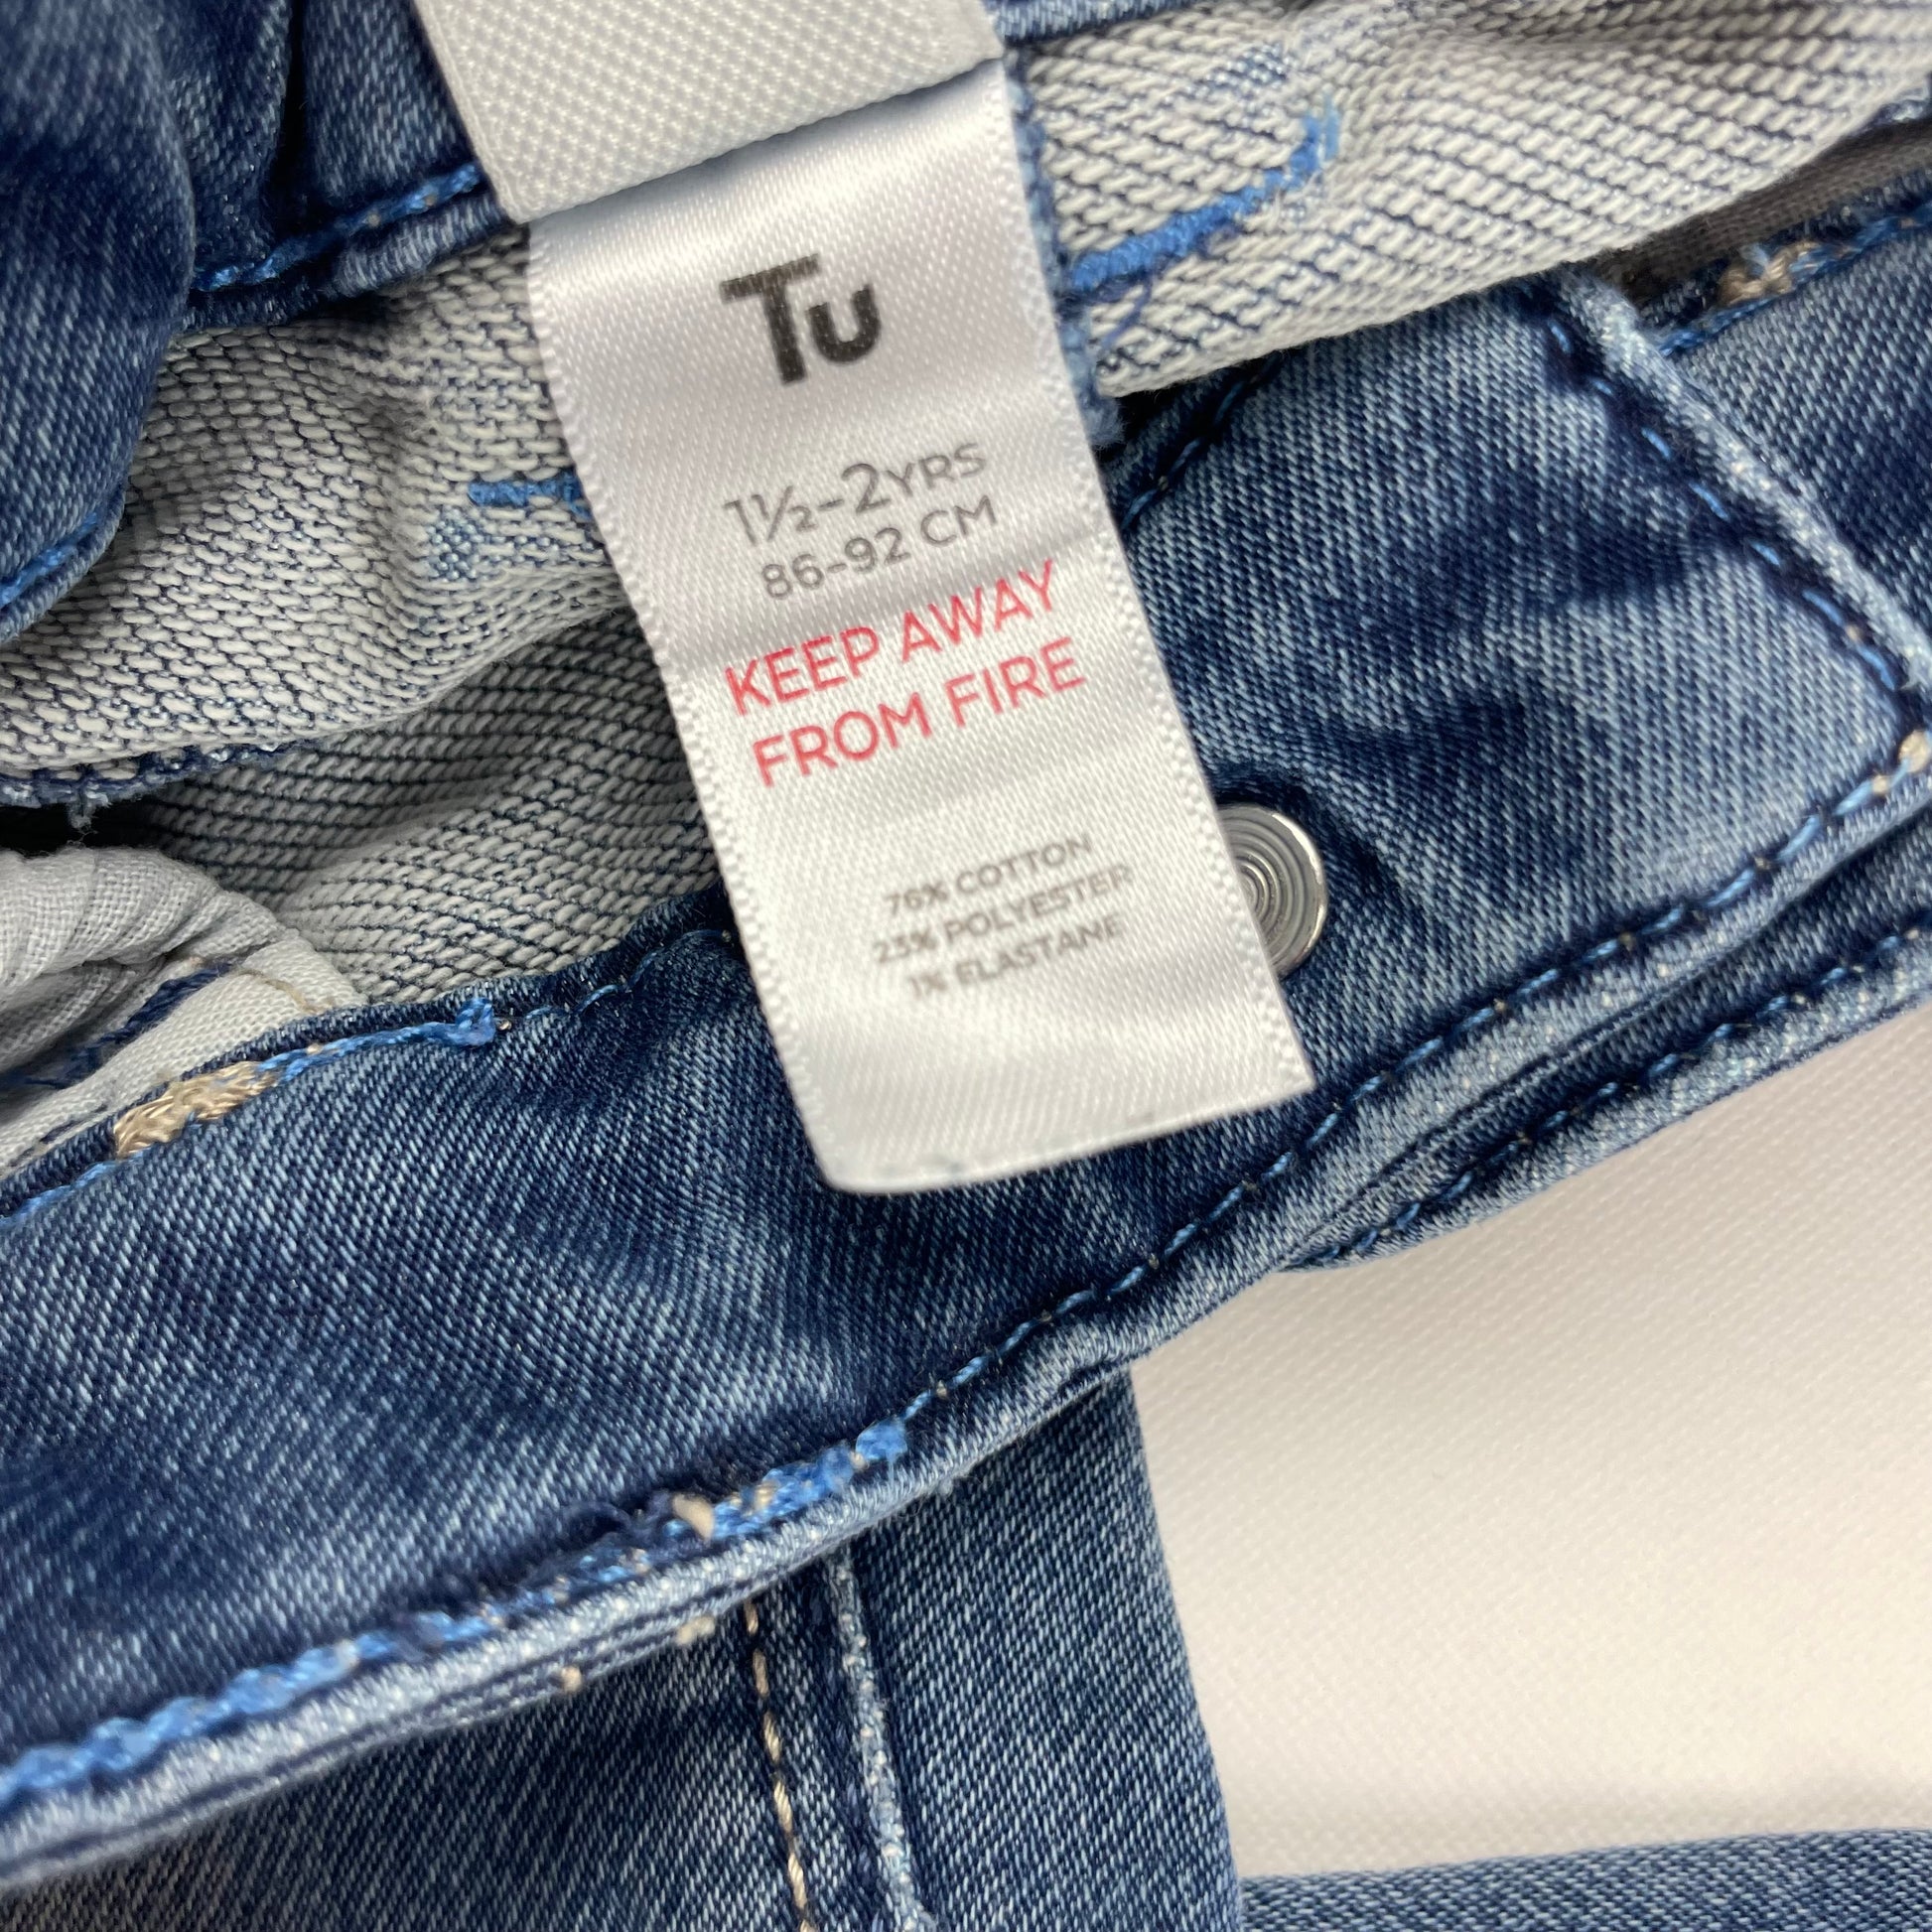 Tu
1½-2YRS
86-92 CM
KEEP AWAY
FROM FIRE
76% COTTON
23% POLYESTER
1% ELASTANE